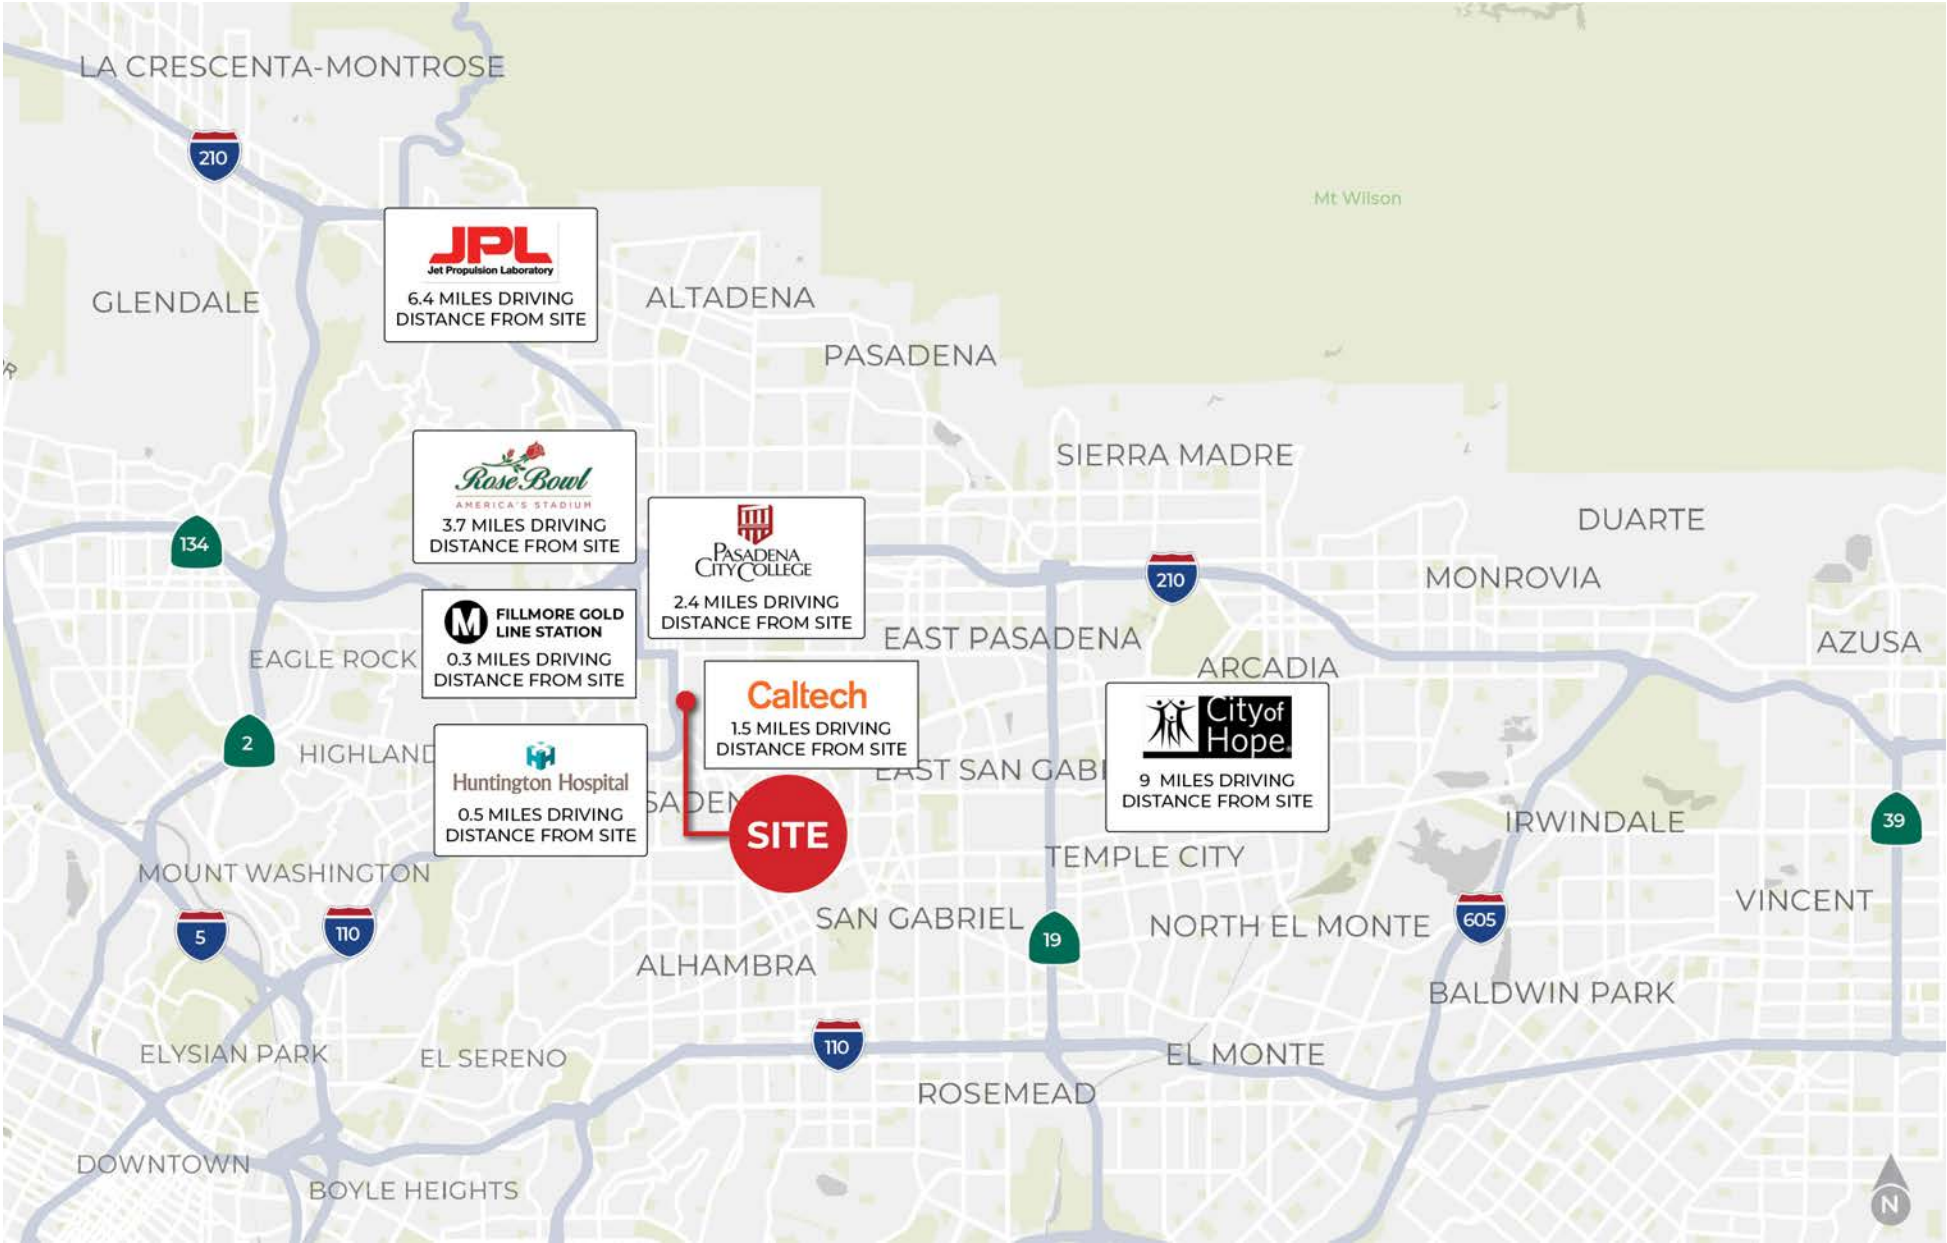 LA CRESCENTA-MONTROSE
210
Mt Wilson
JPL
Jet Propulsion Laboratory
6.4 MILES DRIVING
DISTANCE FROM SITE
GLENDALE
ALTADENA
PASADENA
R
Rose Bowl
AMERICA'S STADIUM
3.7 MILES DRIVING
DISTANCE FROM SITE
SIERRA MADRE
DUARTE
134
PASADENA
CITY COLLEGE
2.4 MILES DRIVING
DISTANCE FROM SITE
210
MONROVIA
M
FILLMORE GOLD
LINE STATION
0.3 MILES DRIVING
DISTANCE FROM SITE
EAGLE ROCK
EAST PASADENA
ARCADIA
AZUSA
Caltech
1.5 MILES DRIVING
DISTANCE FROM SITE
City of
Hope®
9 MILES DRIVING
DISTANCE FROM SITE
2
HIGHLAND
Huntington Hospital
0.5 MILES DRIVING
DISTANCE FROM SITE
EAST SAN GABI
SADEN
SITE
IRWINDALE
39
TEMPLE CITY
MOUNT WASHINGTON
VINCENT
5
110
SAN GABRIEL
19
NORTH EL MONTE
605
ALHAMBRA
BALDWIN PARK
110
ELYSIAN PARK
EL SERENO
EL MONTE
ROSEMEAD
DOWNTOWN
BOYLE HEIGHTS
N